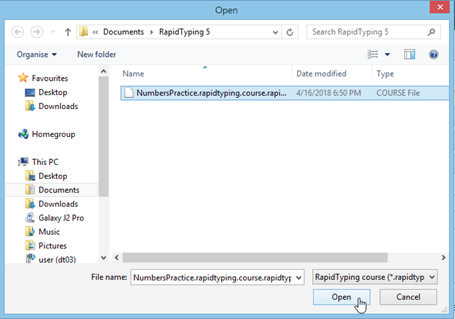 Open
Documents ▸ RapidTyping 5
Search RapidTyping 5
Organise New folder
Name Date modified Type
NumbersPractice.rapidtyping.course.rapi... 4/16/2018 6:50 PM COURSE File
Favourites
Desktop
Downloads
Homegroup
This PC
Desktop
Documents
Downloads
Galaxy J2 Pro
Music
Pictures
user (dt03)
File name: NumbersPractice.rapidtyping.course.rapidtyp
RapidTyping course (*.rapidtyp
Open Cancel